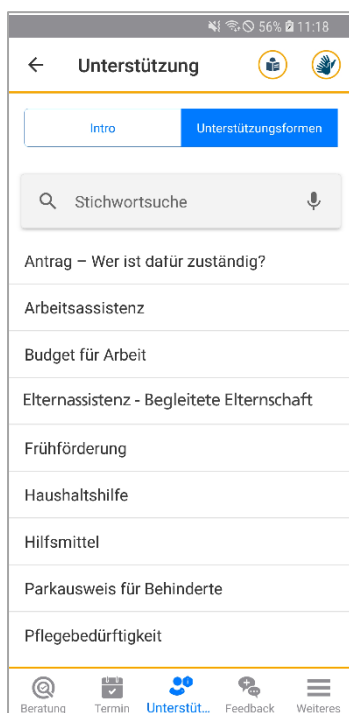 56% 11:18
Unterstützung
Intro Unterstützungsformen
Stichwortsuche
Antrag – Wer ist dafür zuständig?
Arbeitsassistenz
Budget für Arbeit
Elternassistenz - Begleitete Elternschaft
Frühförderung
Haushaltshilfe
Hilfsmittel
Parkausweis für Behinderte
Pflegebedürftigkeit
Beratung Termin Unterstüt... Feedback Weiteres